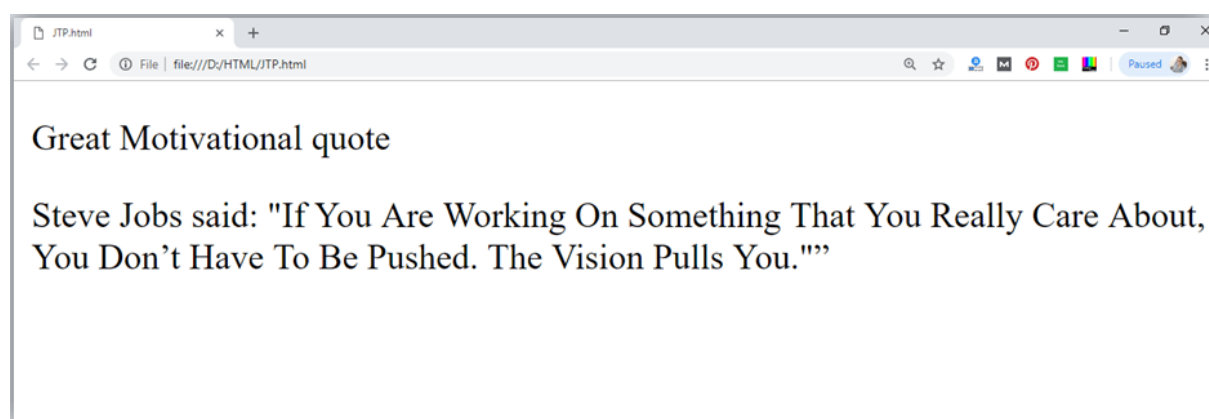 JTP.html
File | file:///D:/HTML/JTP.html
Paused
Great Motivational quote
Steve Jobs said: "If You Are Working On Something That You Really Care About,
You Don’t Have To Be Pushed. The Vision Pulls You."”